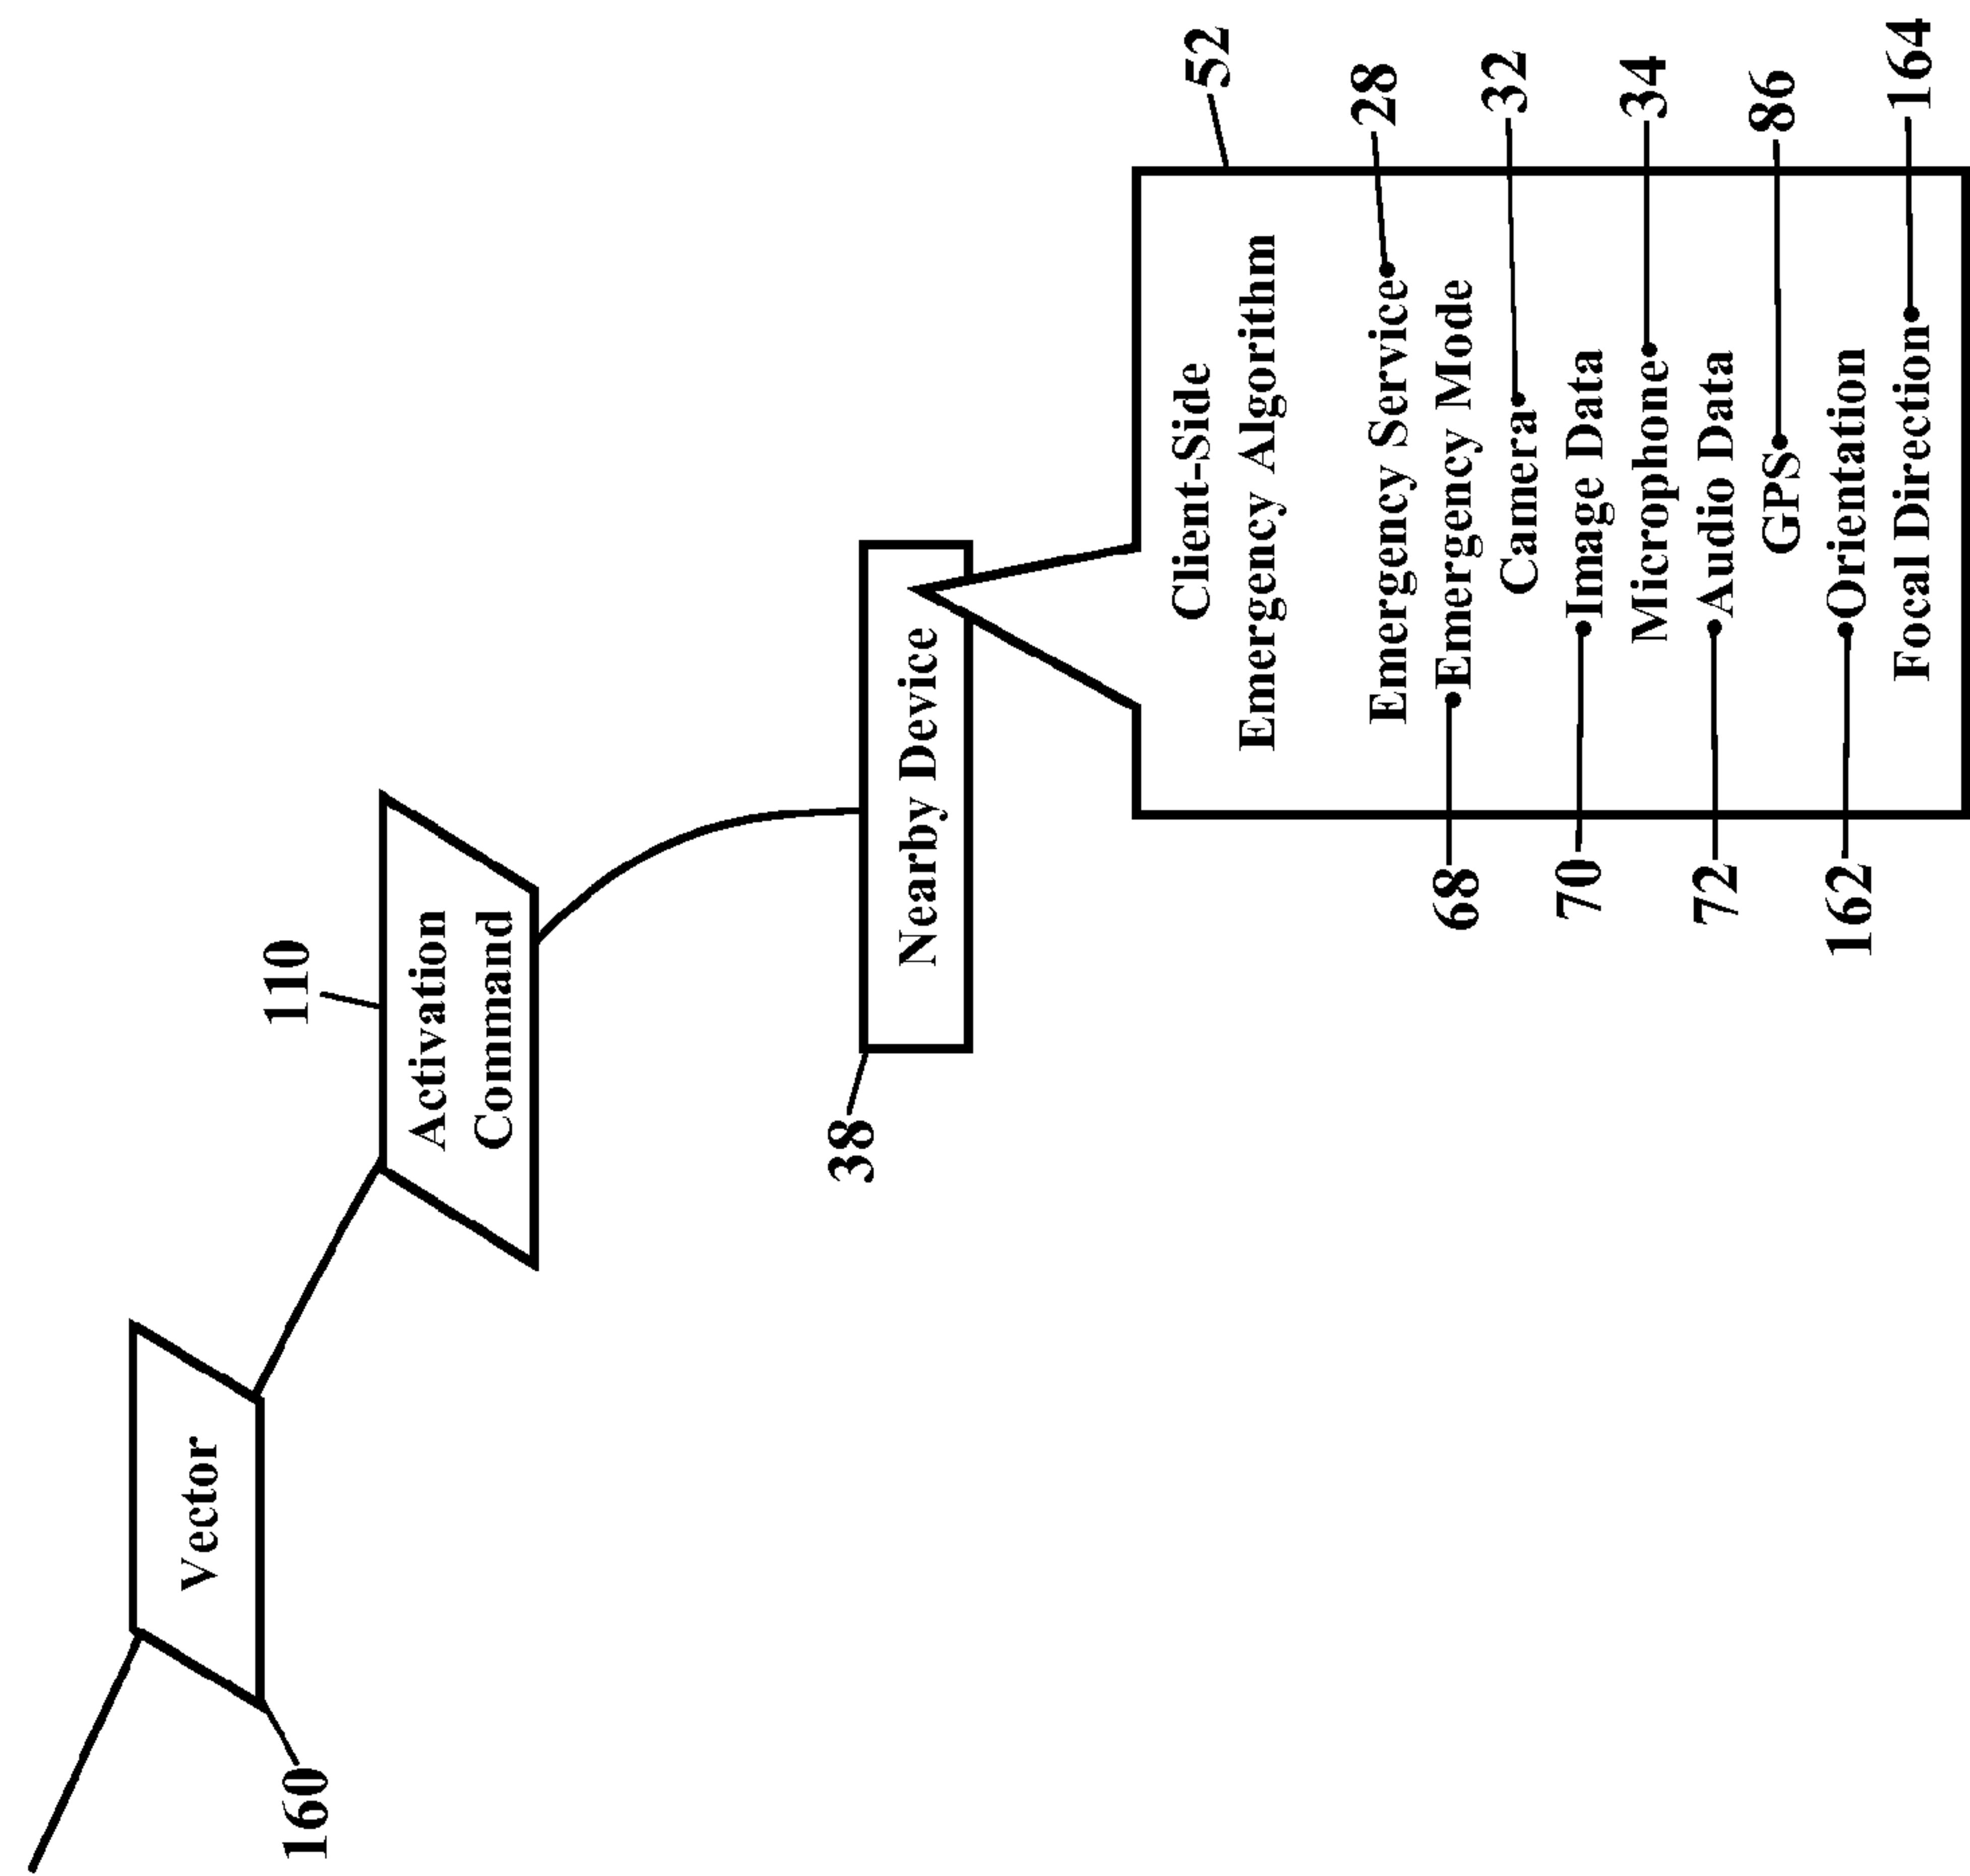 160
Vector
110
Activation
Command
38
Nearby Device
52
Client-Side
Emergency Algorithm
Emergency Service
28
68
Emergency Mode
Camera
32
70
Image Data
Microphone
34
72
Audio Data
GPS
86
162
Orientation
Focal Direction
164